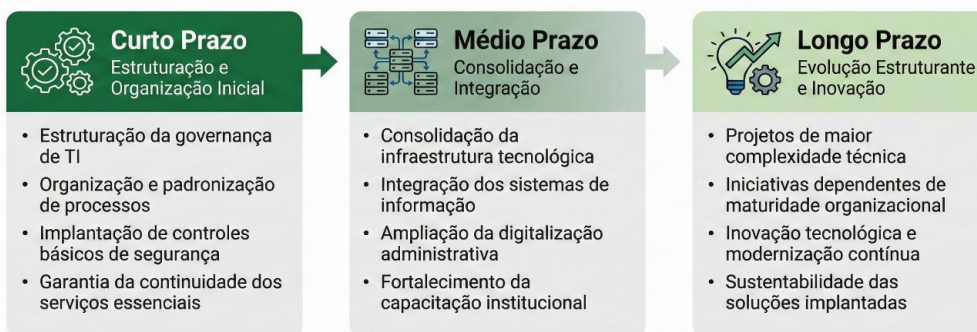 Curto Prazo
Estruturação e
Organização Inicial
• Estruturação da governança
de TI
• Organização e padronização
de processos
• Implantação de controles
básicos de segurança
• Garantia da continuidade dos
serviços essenciais
Médio Prazo
Consolidação e
Integração
• Consolidação da
infraestrutura tecnológica
• Integração dos sistemas de
informação
• Ampliação da digitalização
administrativa
• Fortalecimento da
capacitação institucional
Longo Prazo
Evolução Estruturante
e Inovação
• Projetos de maior
complexidade técnica
• Iniciativas dependentes de
maturidade organizacional
• Inovação tecnológica e
modernização contínua
• Sustentabilidade das
soluções implantadas